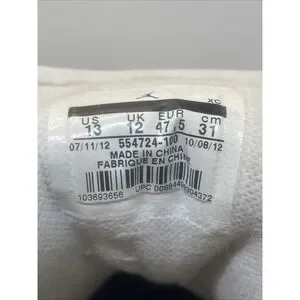 XC
US UK EUR cm
13 12 47.5 31
07/11/12 554724-100 10/08/12
MADE IN CHINA
FABRIQUE EN CHINE
103693656